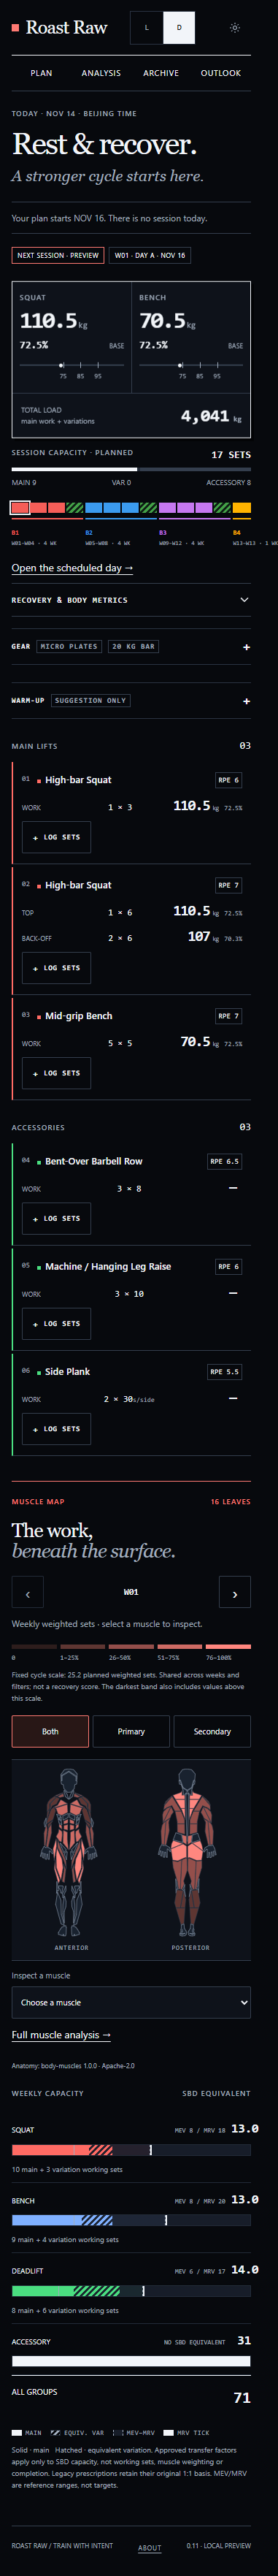 Roast Raw
L D
PLAN ANALYSIS ARCHIVE OUTLOOK
TODAY · NOV 14 · BEIJING TIME
Rest & recover.
A stronger cycle starts here.
Your plan starts NOV 16. There is no session today.
NEXT SESSION · PREVIEW W01 · DAY A · NOV 16
SQUAT BENCH
110.5 kg 70.5 kg
72.5% BASE 72.5% BASE
75 85 95 75 85 95
TOTAL LOAD
main work + variations
4,041 kg
SESSION CAPACITY · PLANNED 17 SETS
MAIN 9 VAR 0 ACCESSORY 8
B1 B2 B3 B4
W01–W04 · 4 WK W05–W08 · 4 WK W09–W12 · 4 WK W13–W13 · 1 WK
Open the scheduled day →
RECOVERY & BODY METRICS
GEAR MICRO PLATES 20 KG BAR +
WARM-UP SUGGESTION ONLY +
MAIN LIFTS 03
01 High-bar Squat RPE 6
WORK 1 × 3 110.5 kg 72.5%
+ LOG SETS
02 High-bar Squat RPE 7
TOP 1 × 6 110.5 kg 72.5%
BACK-OFF 2 × 6 107 kg 70.3%
+ LOG SETS
03 Mid-grip Bench RPE 7
WORK 5 × 5 70.5 kg 72.5%
+ LOG SETS
ACCESSORIES 03
04 Bent-Over Barbell Row RPE 6.5
WORK 3 × 8 —
+ LOG SETS
05 Machine / Hanging Leg Raise RPE 6
WORK 3 × 10 —
+ LOG SETS
06 Side Plank RPE 5.5
WORK 2 × 30s/side —
+ LOG SETS
MUSCLE MAP 16 LEAVES
The work,
beneath the surface.
‹ W01 ›
Weekly weighted sets · select a muscle to inspect.
0 1–25% 26–50% 51–75% 76–100%
Fixed cycle scale: 25.2 planned weighted sets. Shared across weeks and
filters; not a recovery score. The darkest band also includes values above
this scale.
Both Primary Secondary
ANTERIOR POSTERIOR
Inspect a muscle
Choose a muscle
Full muscle analysis →
Anatomy: body-muscles 1.0.0 · Apache-2.0
WEEKLY CAPACITY SBD EQUIVALENT
SQUAT MEV 8 / MRV 18 13.0
10 main + 3 variation working sets
BENCH MEV 8 / MRV 20 13.0
9 main + 4 variation working sets
DEADLIFT MEV 6 / MRV 17 14.0
8 main + 6 variation working sets
ACCESSORY NO SBD EQUIVALENT 31
ALL GROUPS 71
MAIN EQUIV. VAR MEV–MRV MRV TICK
Solid · main Hatched · equivalent variation. Approved transfer factors
apply only to SBD capacity, not working sets, muscle weighting or
completion. Legacy prescriptions retain their original 1:1 basis. MEV/MRV
are reference ranges, not targets.
ROAST RAW / TRAIN WITH INTENT ABOUT 0.11 · LOCAL PREVIEW